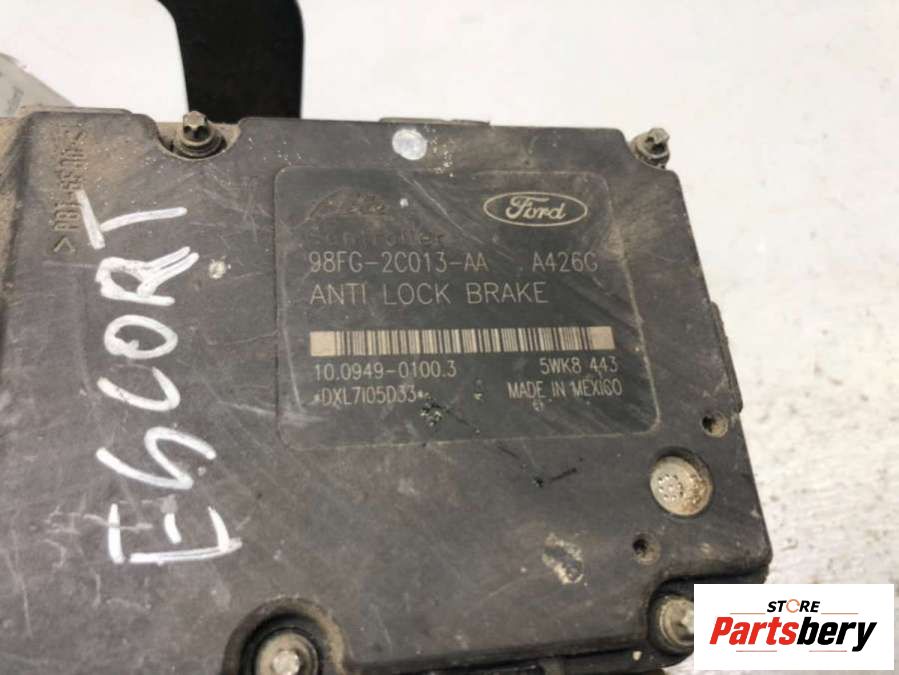 Ford
98FG-2C013-AA A426G
ANTI LOCK BRAKE
10.0949-0100.3 5WK8 443
*DXL7I05D33*
MADE IN MEXICO
ESCORT
STORE
Partsbery